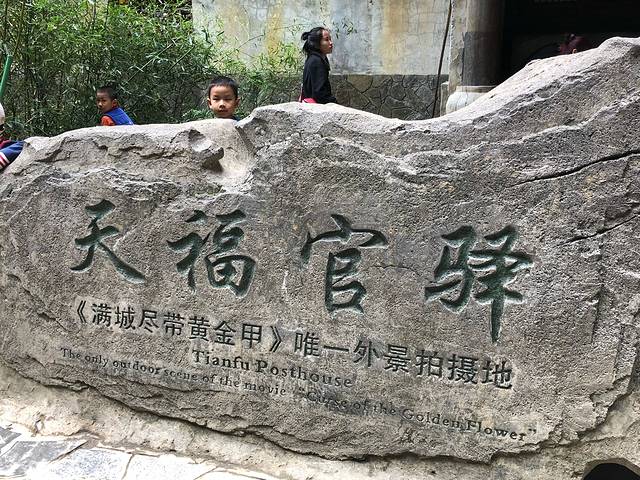 天福官驿
《满城尽带黄金甲》唯一外景拍摄地
Tianfu Posthouse
The only outdoor scene of the movie "Curse of the Golden Flower"